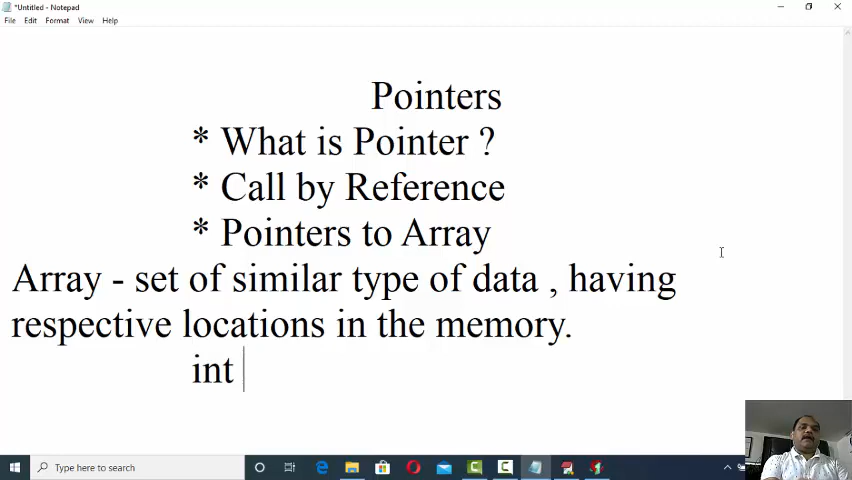 *Untitled - Notepad
File Edit Format View Help
Pointers
* What is Pointer ?
* Call by Reference
* Pointers to Array
Array - set of similar type of data , having
respective locations in the memory.
int
Type here to search